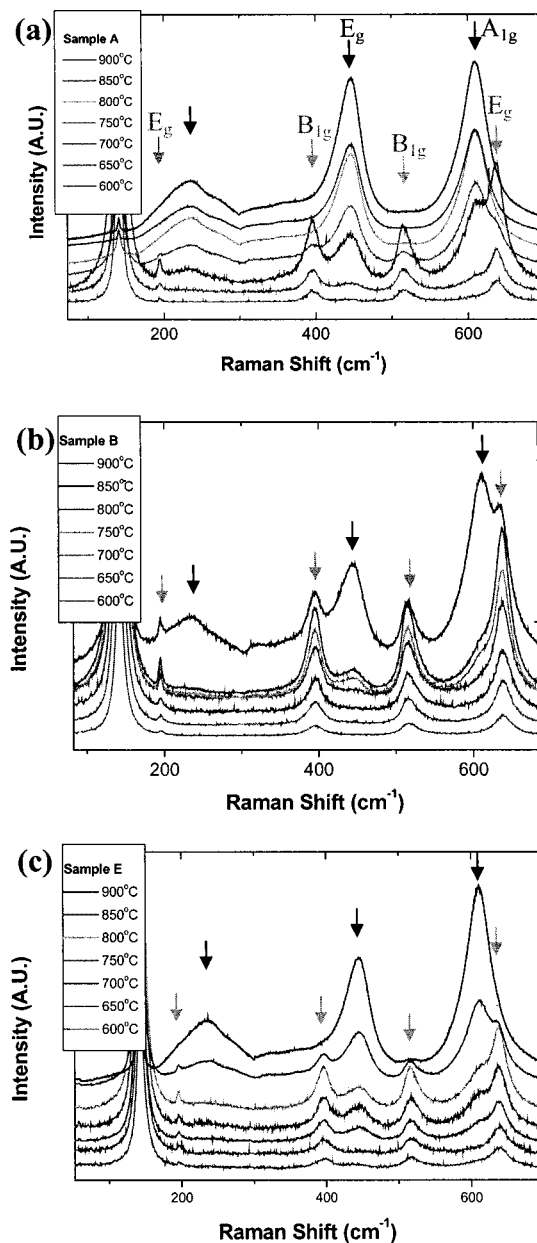 (a)
Sample A
900°C
850°C
800°C
750°C
700°C
650°C
600°C
E_g
E_g
B_1g
B_1g
A_1g
E_g
Intensity (A.U.)
200 400 600
Raman Shift (cm⁻¹)
(b)
Sample B
900°C
850°C
800°C
750°C
700°C
650°C
600°C
Intensity (A.U.)
200 400 600
Raman Shift (cm⁻¹)
(c)
Sample E
900°C
850°C
800°C
750°C
700°C
650°C
600°C
Intensity (A.U.)
200 400 600
Raman Shift (cm⁻¹)